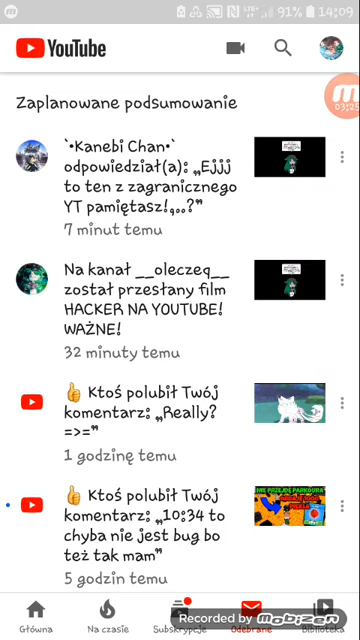 LTE+ 91% 14:09
YouTube
03:25
Zaplanowane podsumowanie
`•Kanebi Chan•`
odpowiedział(a): „Ejjj
to ten z zagranicznego
YT pamiętasz!,,..?”
7 minut temu
Na kanał __oleczeq__
został przesłany film
HACKER NA YOUTUBE!
WAŻNE!
32 minuty temu
👍 Ktoś polubił Twój
komentarz: „Really?
=>=”
1 godzinę temu
👍 Ktoś polubił Twój
komentarz: „10:34 to
chyba nie jest bug bo
też tak mam”
5 godzin temu
Główna
Na czasie
Subskrypcje
Odebrane
Biblioteka
Recorded by Mobizen